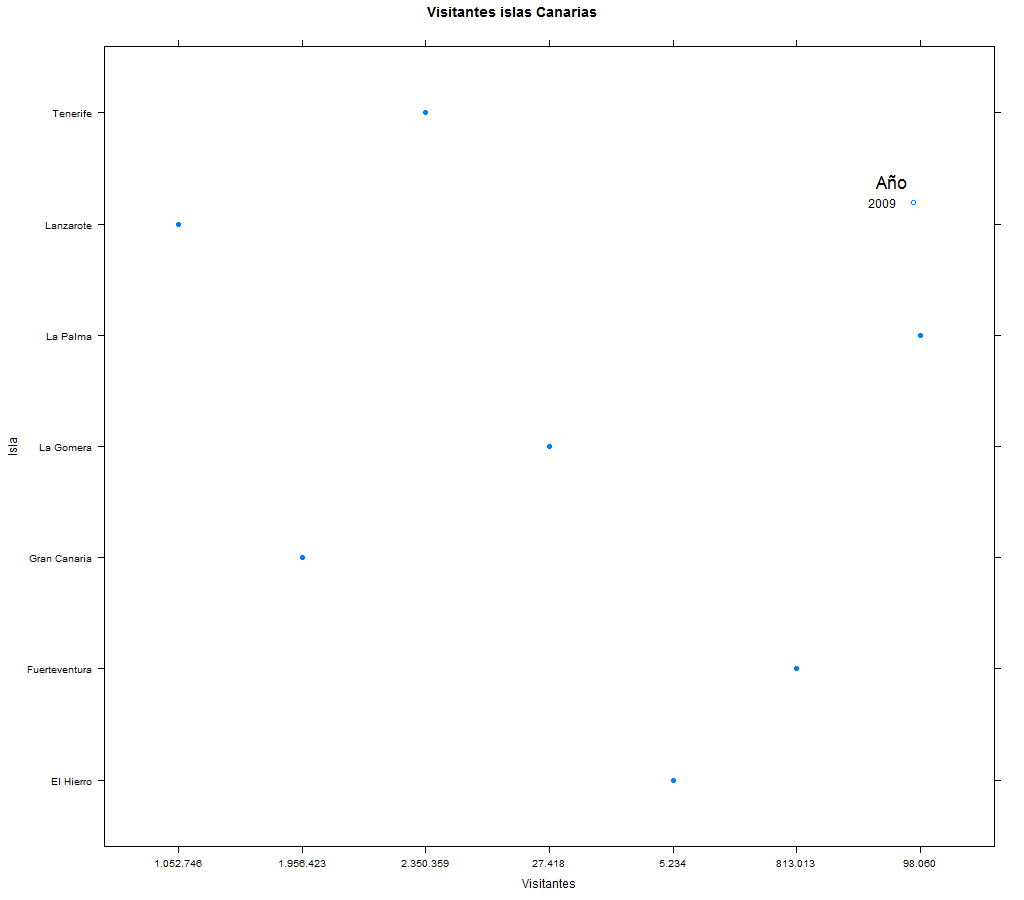 Visitantes islas Canarias
Tenerife
Año
2009
Lanzarote
La Palma
Isla
La Gomera
Gran Canaria
Fuerteventura
El Hierro
1.052.746 1.956.423 2.350.359 27.418 5.234 813.013 98.060
Visitantes